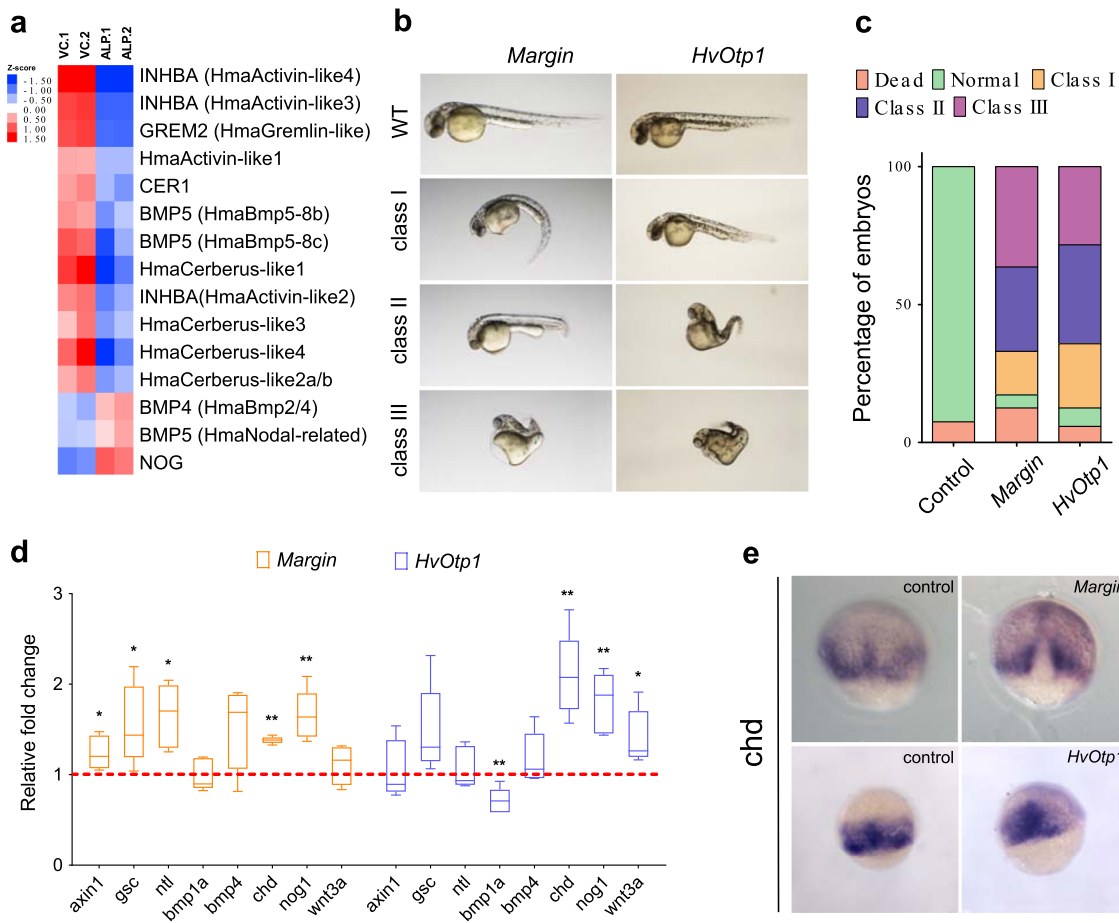 a
VC.1
VC.2
ALP.1
ALP.2
Z-score
-1.50
-1.00
-0.50
0.00
0.50
1.00
1.50
INHBA (HmaActivin-like4)
INHBA (HmaActivin-like3)
GREM2 (HmaGremlin-like)
HmaActivin-like1
CER1
BMP5 (HmaBmp5-8b)
BMP5 (HmaBmp5-8c)
HmaCerberus-like1
INHBA(HmaActivin-like2)
HmaCerberus-like3
HmaCerberus-like4
HmaCerberus-like2a/b
BMP4 (HmaBmp2/4)
BMP5 (HmaNodal-related)
NOG
b
Margin
HvOtp1
WT
class I
class II
class III
c
Dead
Normal
Class I
Class II
Class III
Percentage of embryos
100
50
0
Control
Margin
HvOtp1
d
Margin
HvOtp1
Relative fold change
3
2
1
0
*
*
*
**
**
**
**
**
*
axin1
gsc
ntl
bmp1a
bmp4
chd
nog1
wnt3a
axin1
gsc
ntl
bmp1a
bmp4
chd
nog1
wnt3a
e
chd
control
Margin
control
HvOtp1